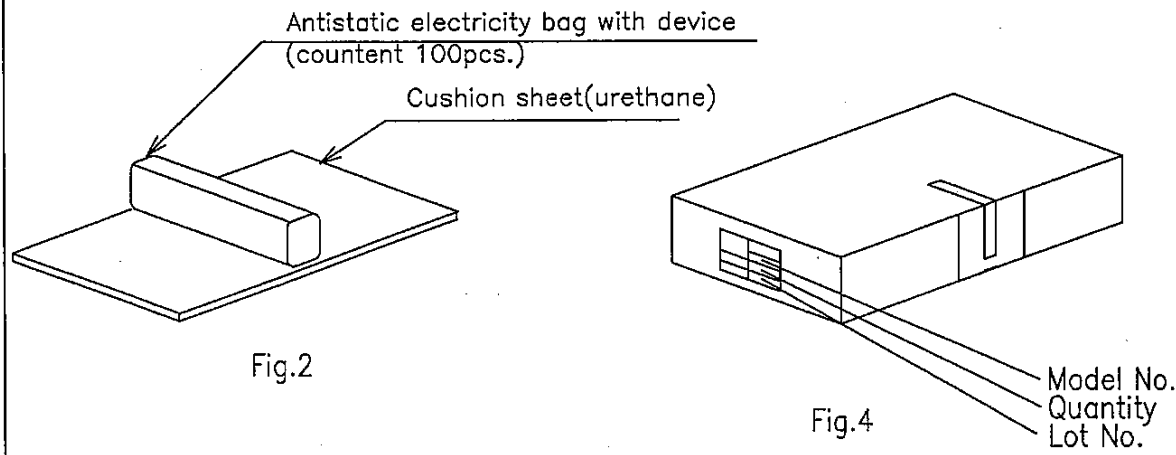 Antistatic electricity bag with device
(countent 100pcs.)
Cushion sheet(urethane)
Fig.2
Model No.
Quantity
Lot No.
Fig.4